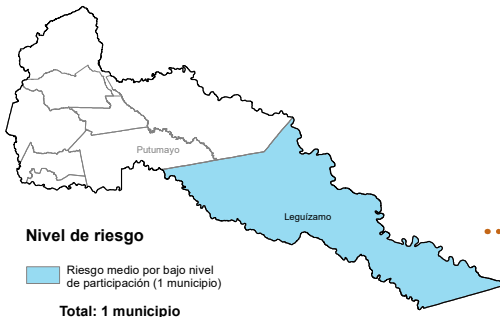 Putumayo
Leguízamo
Nivel de riesgo
Riesgo medio por bajo nivel
de participación (1 municipio)
Total: 1 municipio